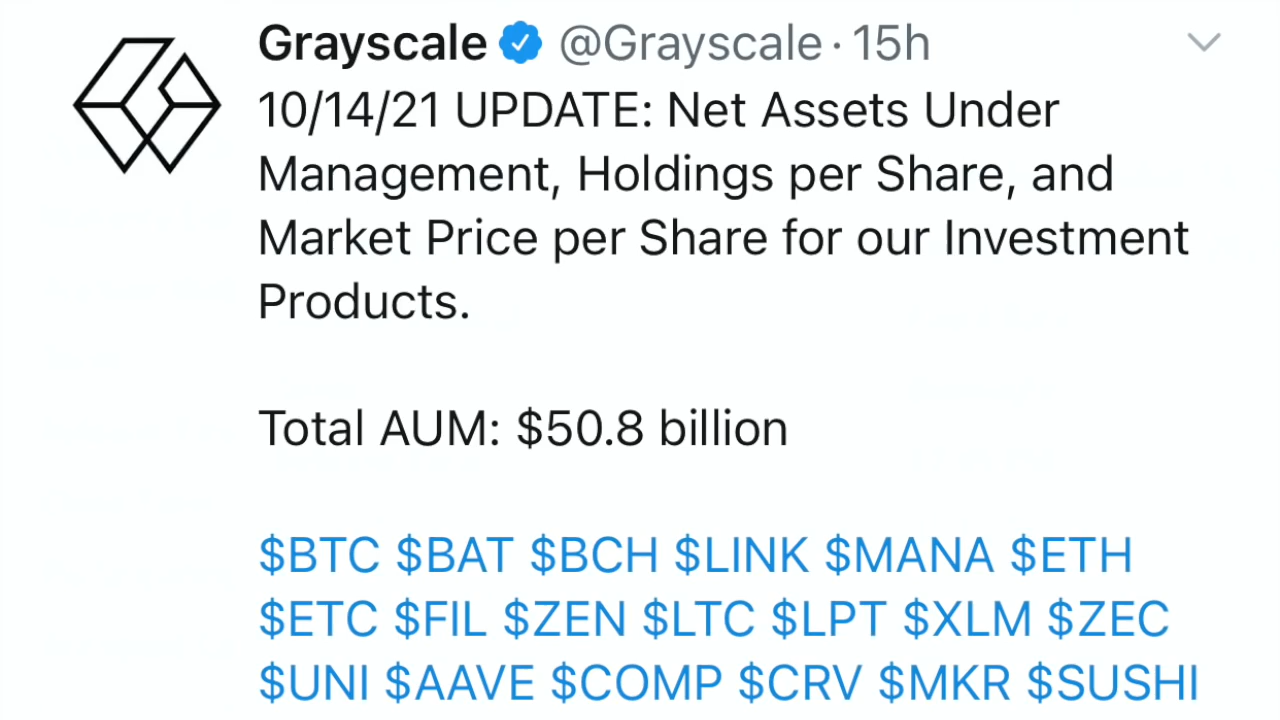 Grayscale @Grayscale · 15h
10/14/21 UPDATE: Net Assets Under
Management, Holdings per Share, and
Market Price per Share for our Investment
Products.
Total AUM: $50.8 billion
$BTC $BAT $BCH $LINK $MANA $ETH
$ETC $FIL $ZEN $LTC $LPT $XLM $ZEC
$UNI $AAVE $COMP $CRV $MKR $SUSHI